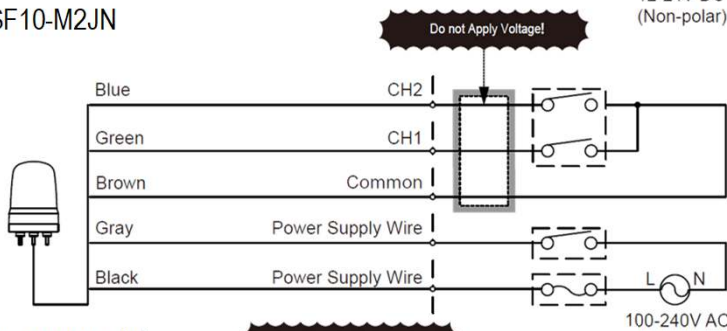 SF10-M2JN
(Non-polar)
Do not Apply Voltage!
Blue CH2
Green CH1
Brown Common
Gray Power Supply Wire
Black Power Supply Wire
L N
100-240V AC